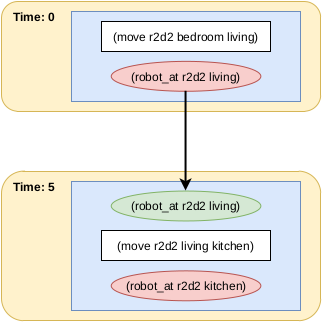 Time: 0
(move r2d2 bedroom living)
(robot_at r2d2 living)
Time: 5
(robot_at r2d2 living)
(move r2d2 living kitchen)
(robot_at r2d2 kitchen)